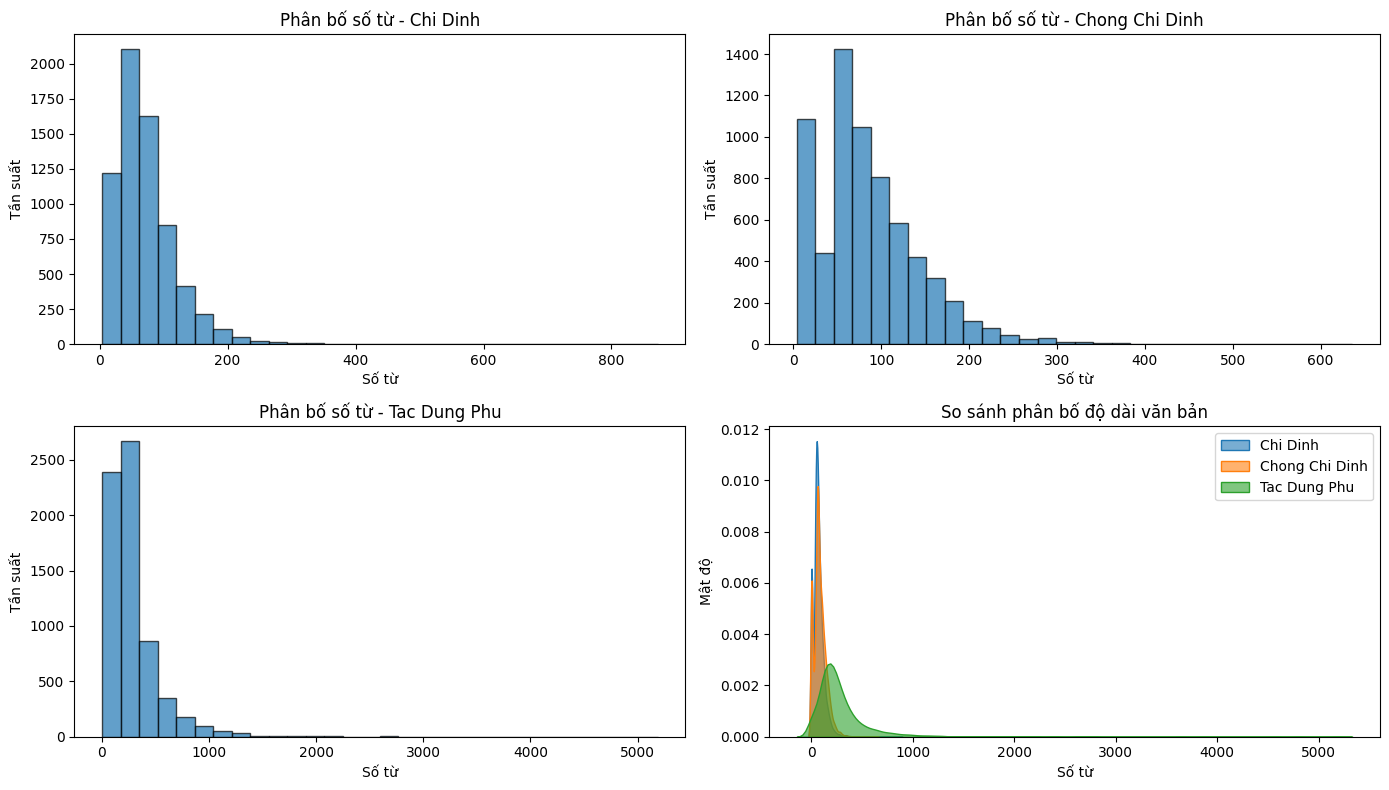 Phân bố số từ - Chi Dinh
2000
1750
1500
1250
1000
750
500
250
0
Tần suất
0 200 400 600 800
Số từ
Phân bố số từ - Chong Chi Dinh
1400
1200
1000
800
600
400
200
0
Tần suất
0 100 200 300 400 500 600
Số từ
Phân bố số từ - Tac Dung Phu
2500
2000
1500
1000
500
0
Tần suất
0 1000 2000 3000 4000 5000
Số từ
So sánh phân bố độ dài văn bản
0.012
0.010
0.008
0.006
0.004
0.002
0.000
Mật độ
Chi Dinh
Chong Chi Dinh
Tac Dung Phu
0 1000 2000 3000 4000 5000
Số từ